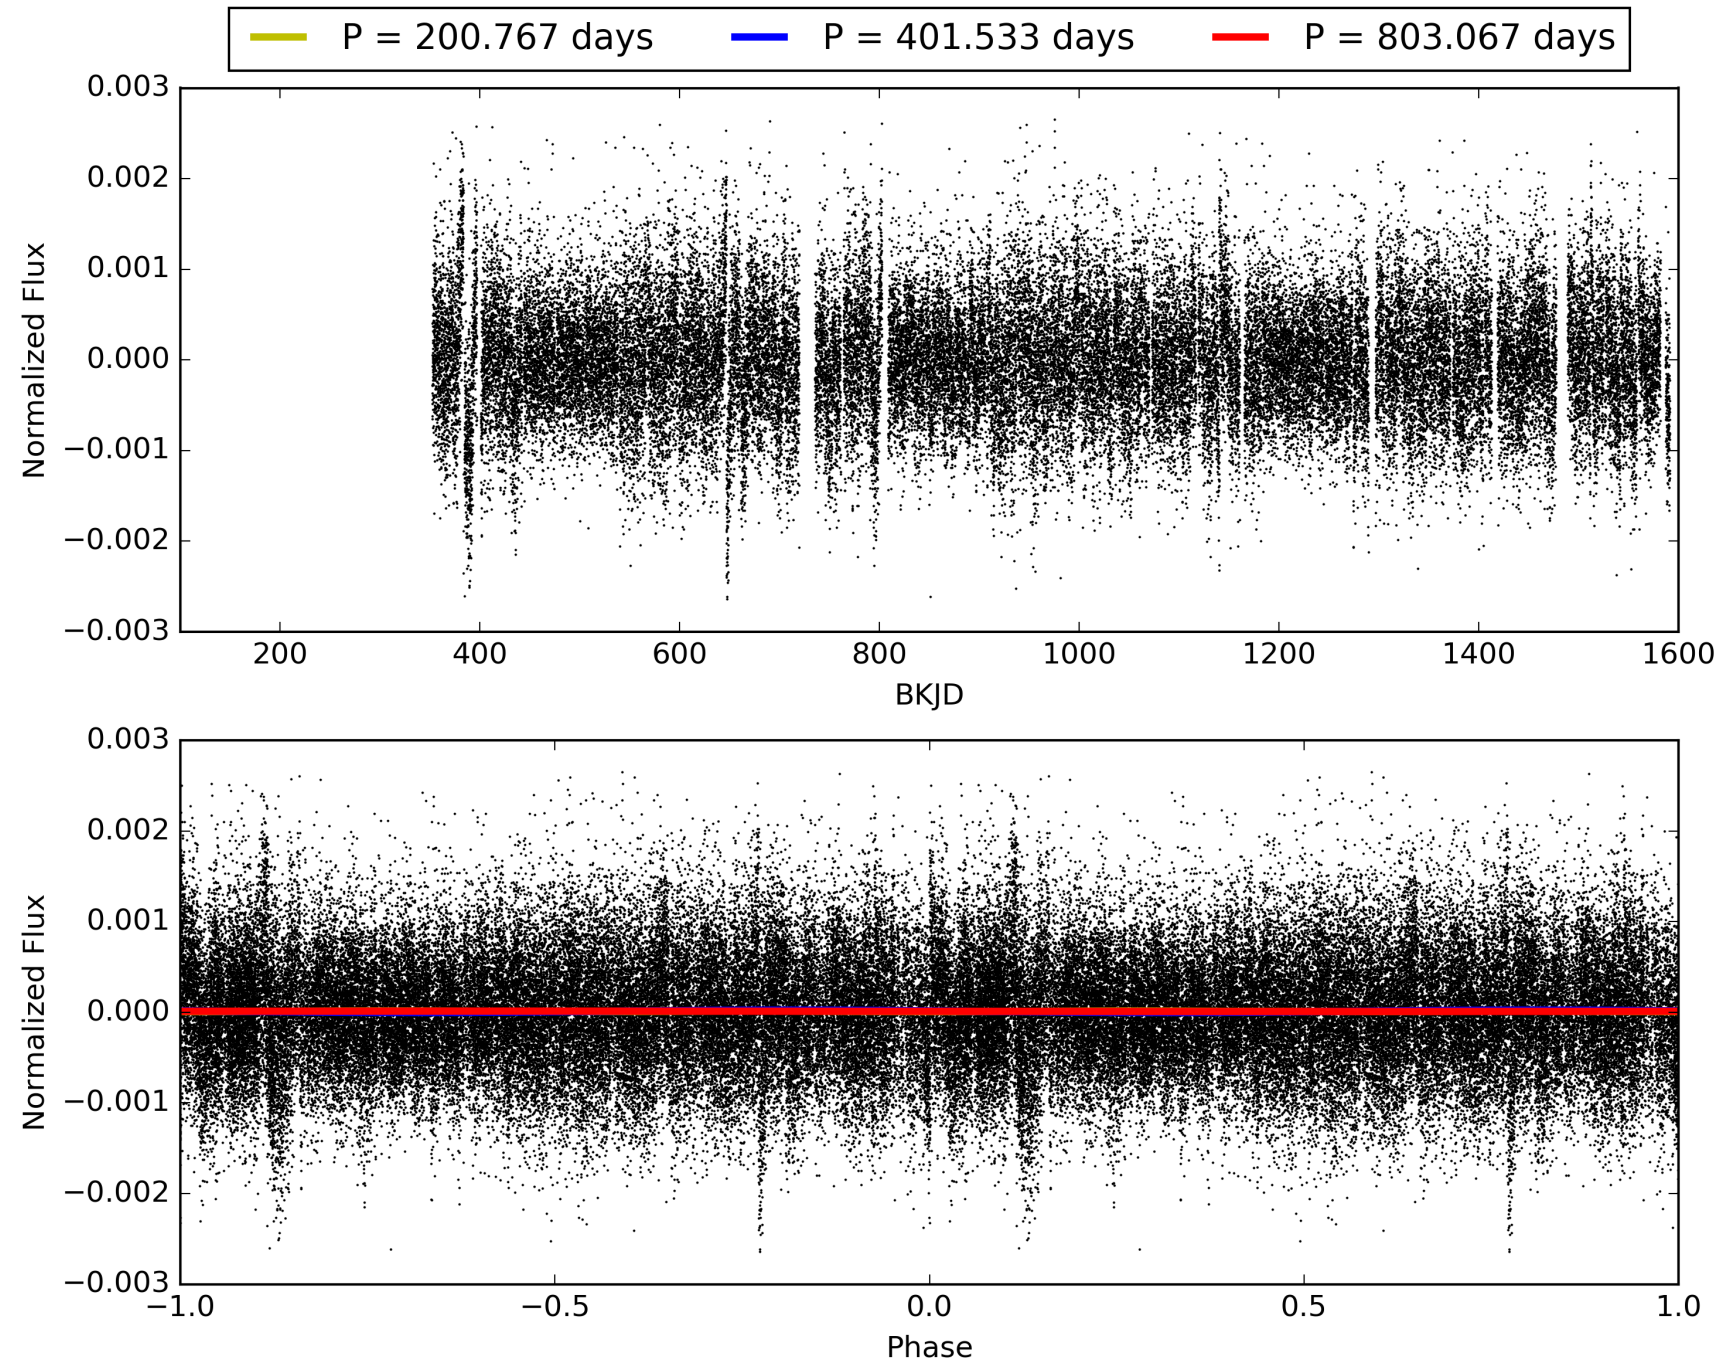 P = 200.767 days P = 401.533 days P = 803.067 days
0.003
0.002
0.001
0.000
−0.001
−0.002
−0.003
Normalized Flux
200 400 600 800 1000 1200 1400 1600
BKJD
0.003
0.002
0.001
0.000
−0.001
−0.002
−0.003
Normalized Flux
−1.0 −0.5 0.0 0.5 1.0
Phase